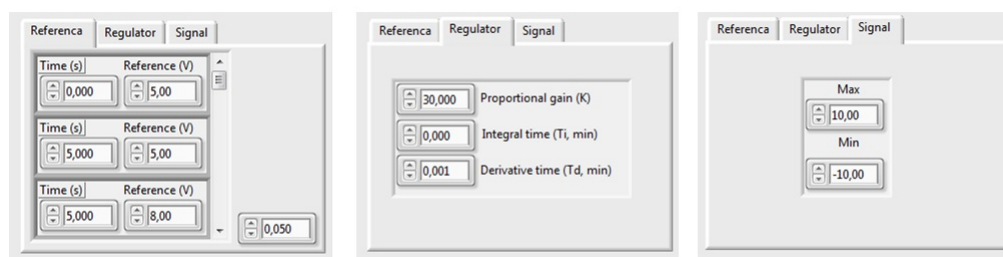 Referenca Regulator Signal
Time (s) Reference (V)
0,000 5,00
Time (s) Reference (V)
5,000 5,00
Time (s) Reference (V)
5,000 8,00
0,050
Referenca Regulator Signal
30,000 Proportional gain (K)
0,000 Integral time (Ti, min)
0,001 Derivative time (Td, min)
Referenca Regulator Signal
Max
10,00
Min
-10,00